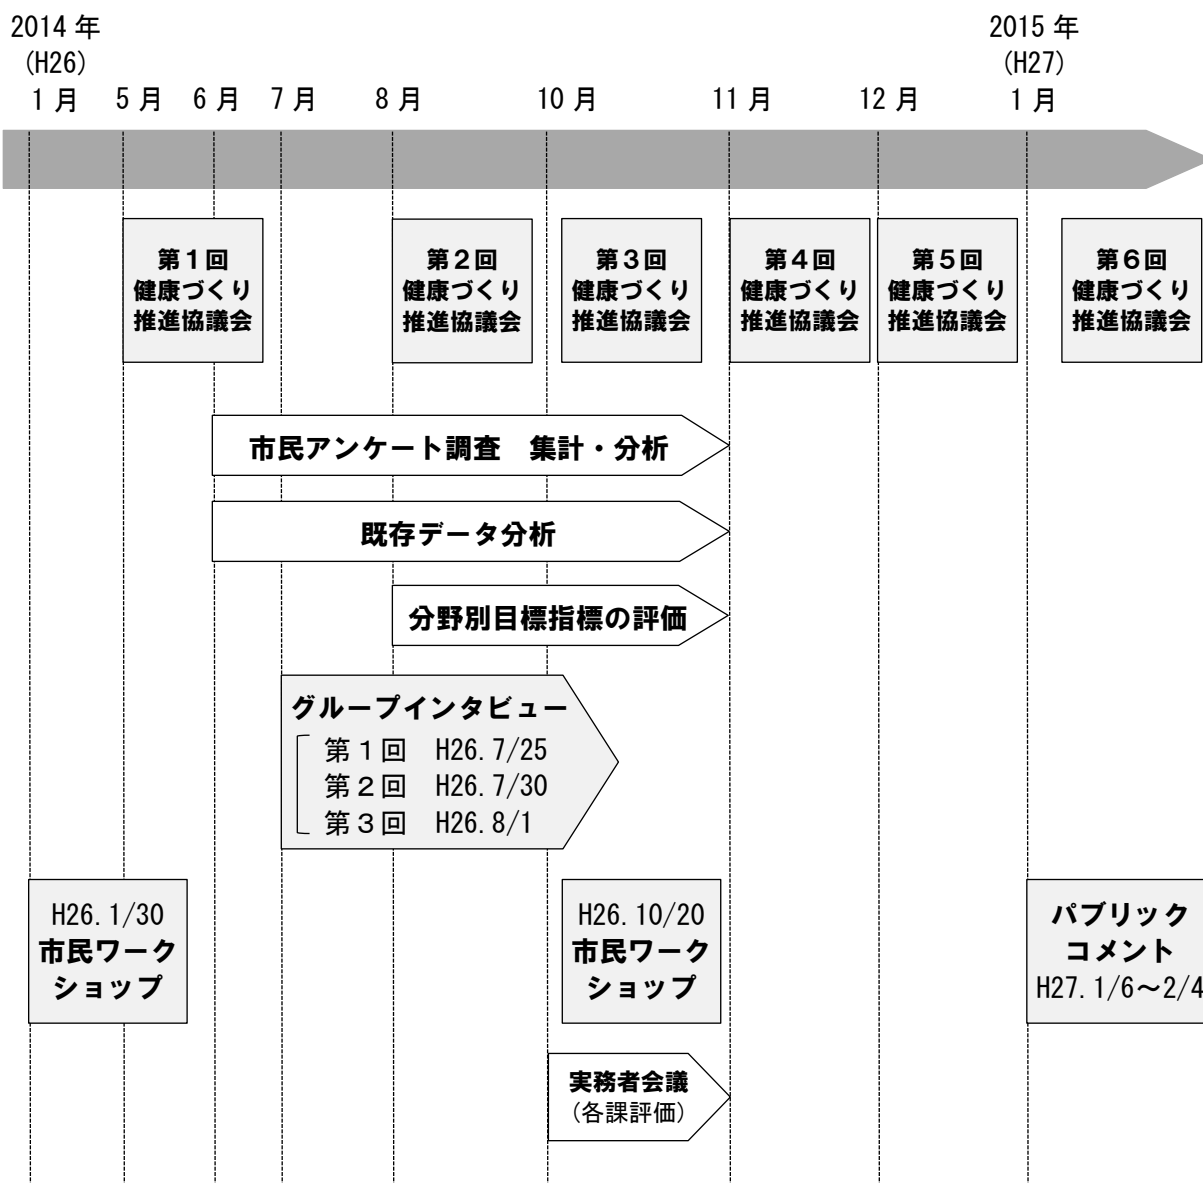 2014 年
(H26)
2015 年
(H27)
1 月
5 月
6 月
7 月
8 月
10 月
11 月
12 月
1 月
第１回
健康づくり
推進協議会
第２回
健康づくり
推進協議会
第３回
健康づくり
推進協議会
第４回
健康づくり
推進協議会
第５回
健康づくり
推進協議会
第６回
健康づくり
推進協議会
市民アンケート調査　集計・分析
既存データ分析
分野別目標指標の評価
グループインタビュー
第１回　H26. 7/25
第２回　H26. 7/30
第３回　H26. 8/1
H26. 1/30
市民ワーク
ショップ
H26. 10/20
市民ワーク
ショップ
パブリック
コメント
H27. 1/6～2/4
実務者会議
(各課評価)